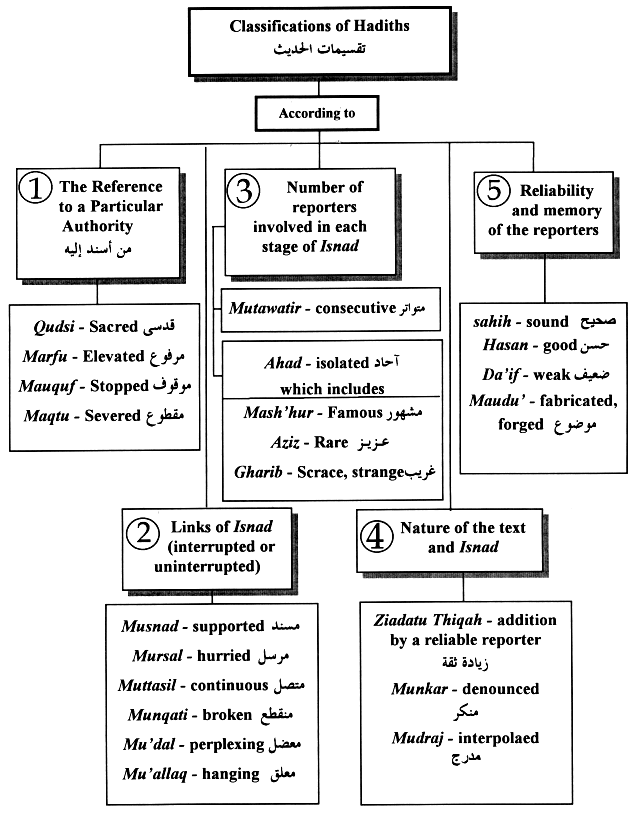 Classifications of Hadiths
تقسيمات الحديث
According to
1 The Reference
to a Particular
Authority
من أسند إليه
Qudsi - Sacred قدسى
Marfu - Elevated مرفوع
Mauquf - Stopped موقوف
Maqtu - Severed مقطوع
2 Links of Isnad
(interrupted or
uninterrupted)
Musnad - supported مسند
Mursal - hurried مرسل
Muttasil - continuous متصل
Munqati - broken منقطع
Mu'dal - perplexing معضل
Mu'allaq - hanging معلق
3 Number of
reporters
involved in each
stage of Isnad
Mutawatir - consecutive متواتر
Ahad - isolated آحاد
which includes
Mash'hur - Famous مشهور
Aziz - Rare عزيز
Gharib - Scrace, strange غريب
4 Nature of the text
and Isnad
Ziadatu Thiqah - addition
by a reliable reporter
زيادة ثقة
Munkar - denounced
منكر
Mudraj - interpolaed
مدرج
5 Reliability
and memory
of the reporters
sahih - sound صحيح
Hasan - good حسن
Da'if - weak ضعيف
Maudu' - fabricated,
forged موضوع